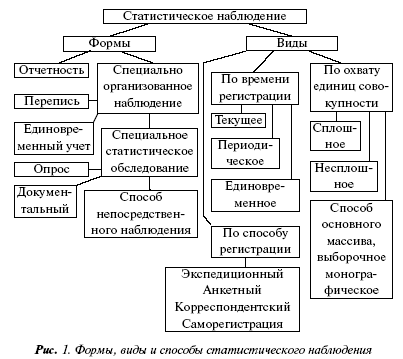 Статистическое наблюдение
Формы
Виды
Отчетность
Специально
организованное
наблюдение
Перепись
Единовре-
менный учет
Специальное
статистическое
обследование
Опрос
Докумен-
тальный
Способ
непосредствен-
ного наблюдения
По времени
регистрации
Текущее
Периоди-
ческое
Единовре-
менное
По способу
регистрации
Экспедиционный
Анкетный
Корреспондентский
Саморегистрация
По охвату
единиц сово-
купности
Сплош-
ное
Несплош-
ное
Способ
основного
массива,
выборочное
моногра-
фическое
Рис. 1. Формы, виды и способы статистического наблюдения